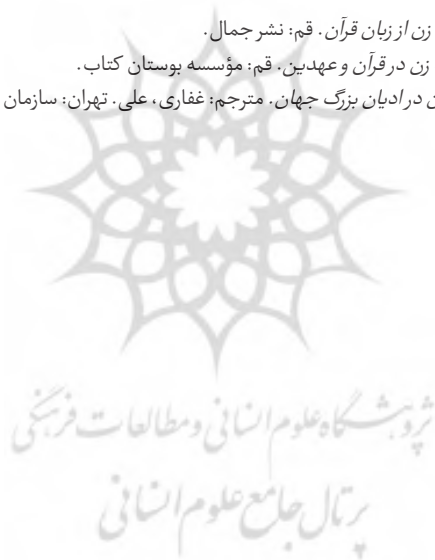 زن از زبان قرآن. قم: نشر جمال.
زن در قرآن و عهدین. قم: مؤسسه بوستان کتاب.
در ادیان بزرگ جهان. مترجم: غفاری، علی. تهران: سازمان
پژوهشگاه علوم انسانی و مطالعات فرهنگی
پرتال جامع علوم انسانی